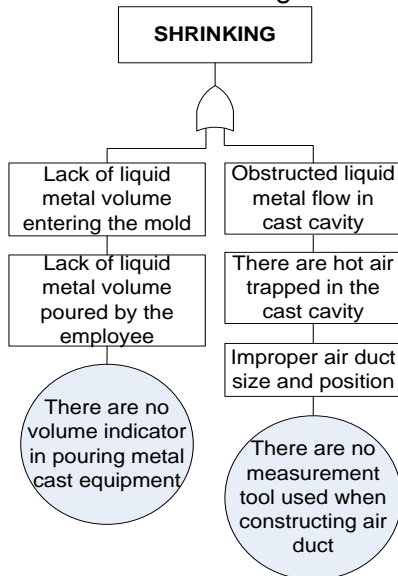 SHRINKING
Lack of liquid
metal volume
entering the mold
Lack of liquid
metal volume
poured by the
employee
There are no
volume indicator
in pouring metal
cast equipment
Obstructed liquid
metal flow in
cast cavity
There are hot air
trapped in the
cast cavity
Improper air duct
size and position
There are no
measurement
tool used when
constructing air
duct